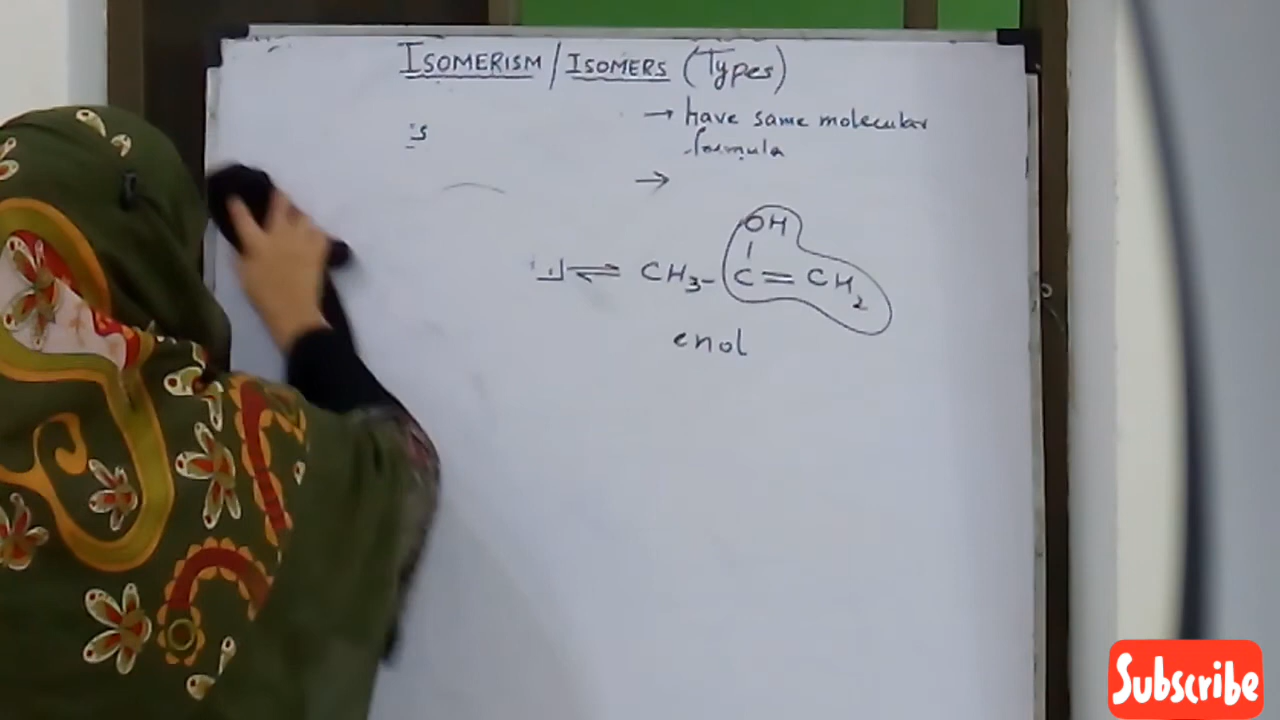 ISOMERISM / ISOMERS (Types)
→ have same molecular
formula
→
OH
⇌ CH3- C = CH2
enol
Subscribe